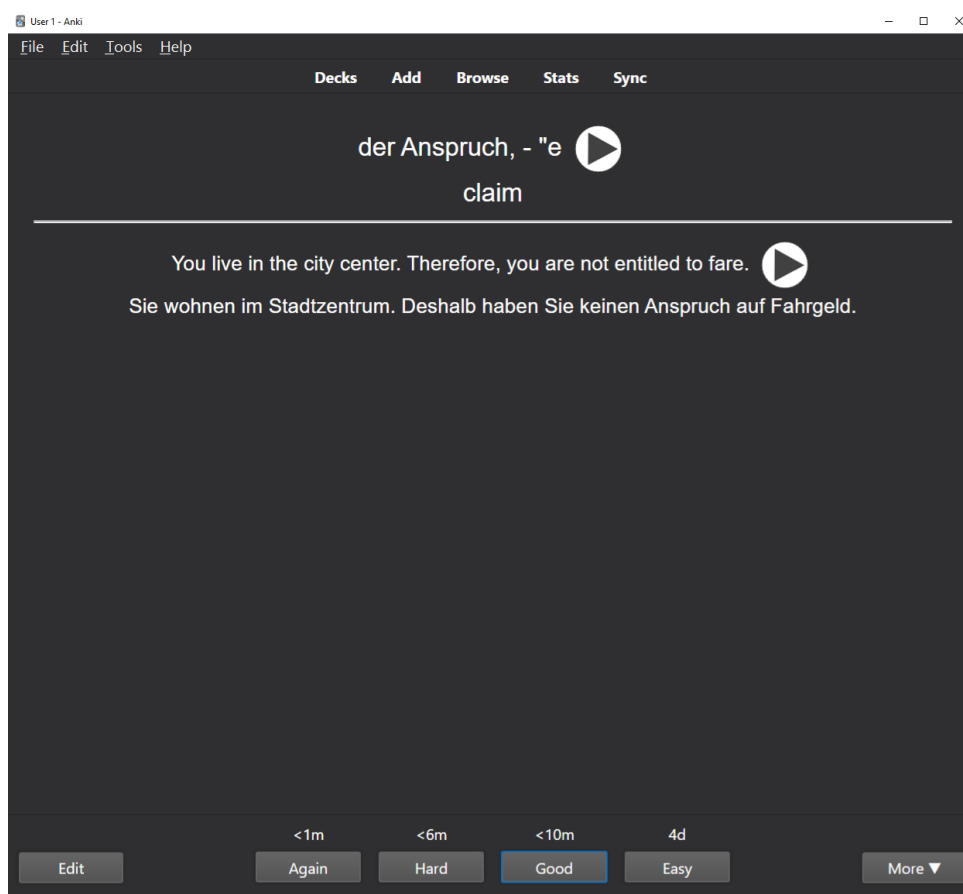 User 1 - Anki
File Edit Tools Help
Decks Add Browse Stats Sync
der Anspruch, - "e
claim
You live in the city center. Therefore, you are not entitled to fare.
Sie wohnen im Stadtzentrum. Deshalb haben Sie keinen Anspruch auf Fahrgeld.
<1m <6m <10m 4d
Edit Again Hard Good Easy More ▼